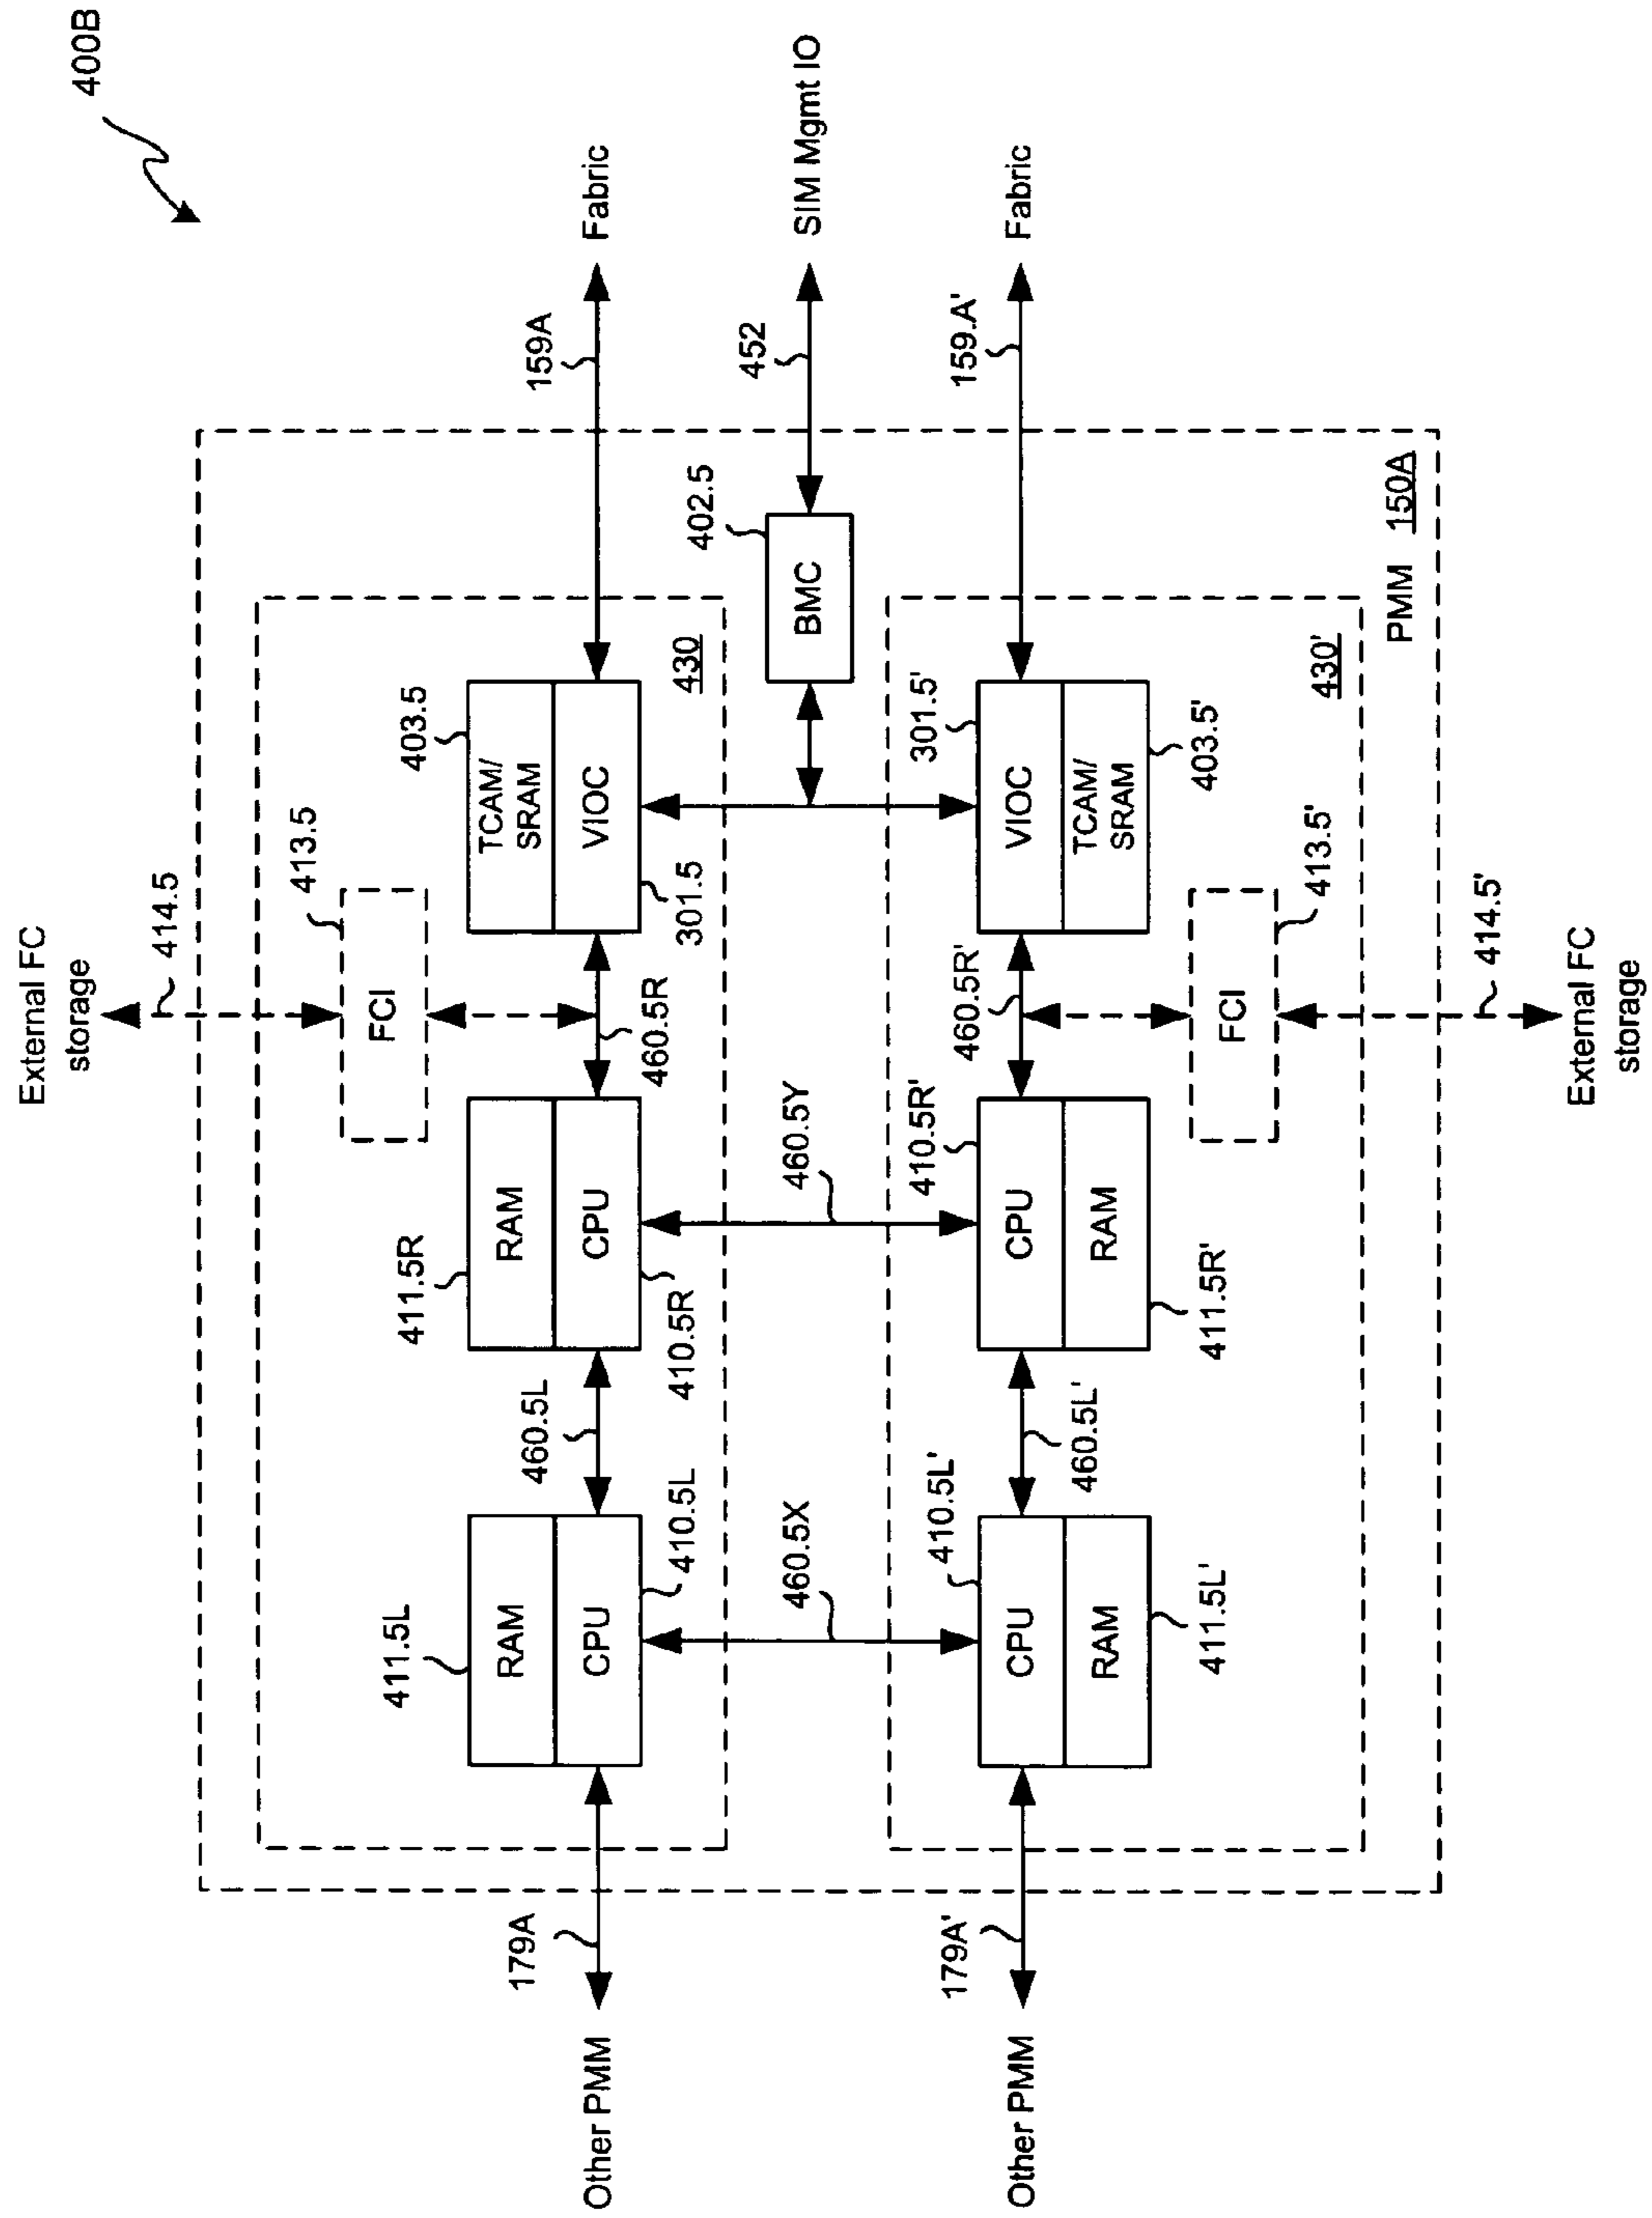 400B
External FC
storage
414.5
413.5
FCI
Fabric
159A
403.5
TCAM/
SRAM
VIOC
301.5
430
460.5R
411.5R
RAM
CPU
410.5R
460.5L
411.5L
RAM
CPU
410.5L
179A
Other PMM
SIM Mgmt IO
452
402.5
BMC
460.5Y
460.5X
Fabric
159.A'
301.5'
VIOC
TCAM/
SRAM
403.5'
430'
PMM 150A
460.5R'
FCI
413.5'
414.5'
External FC
storage
410.5R'
CPU
RAM
411.5R'
460.5L'
410.5L'
CPU
RAM
411.5L'
179A'
Other PMM